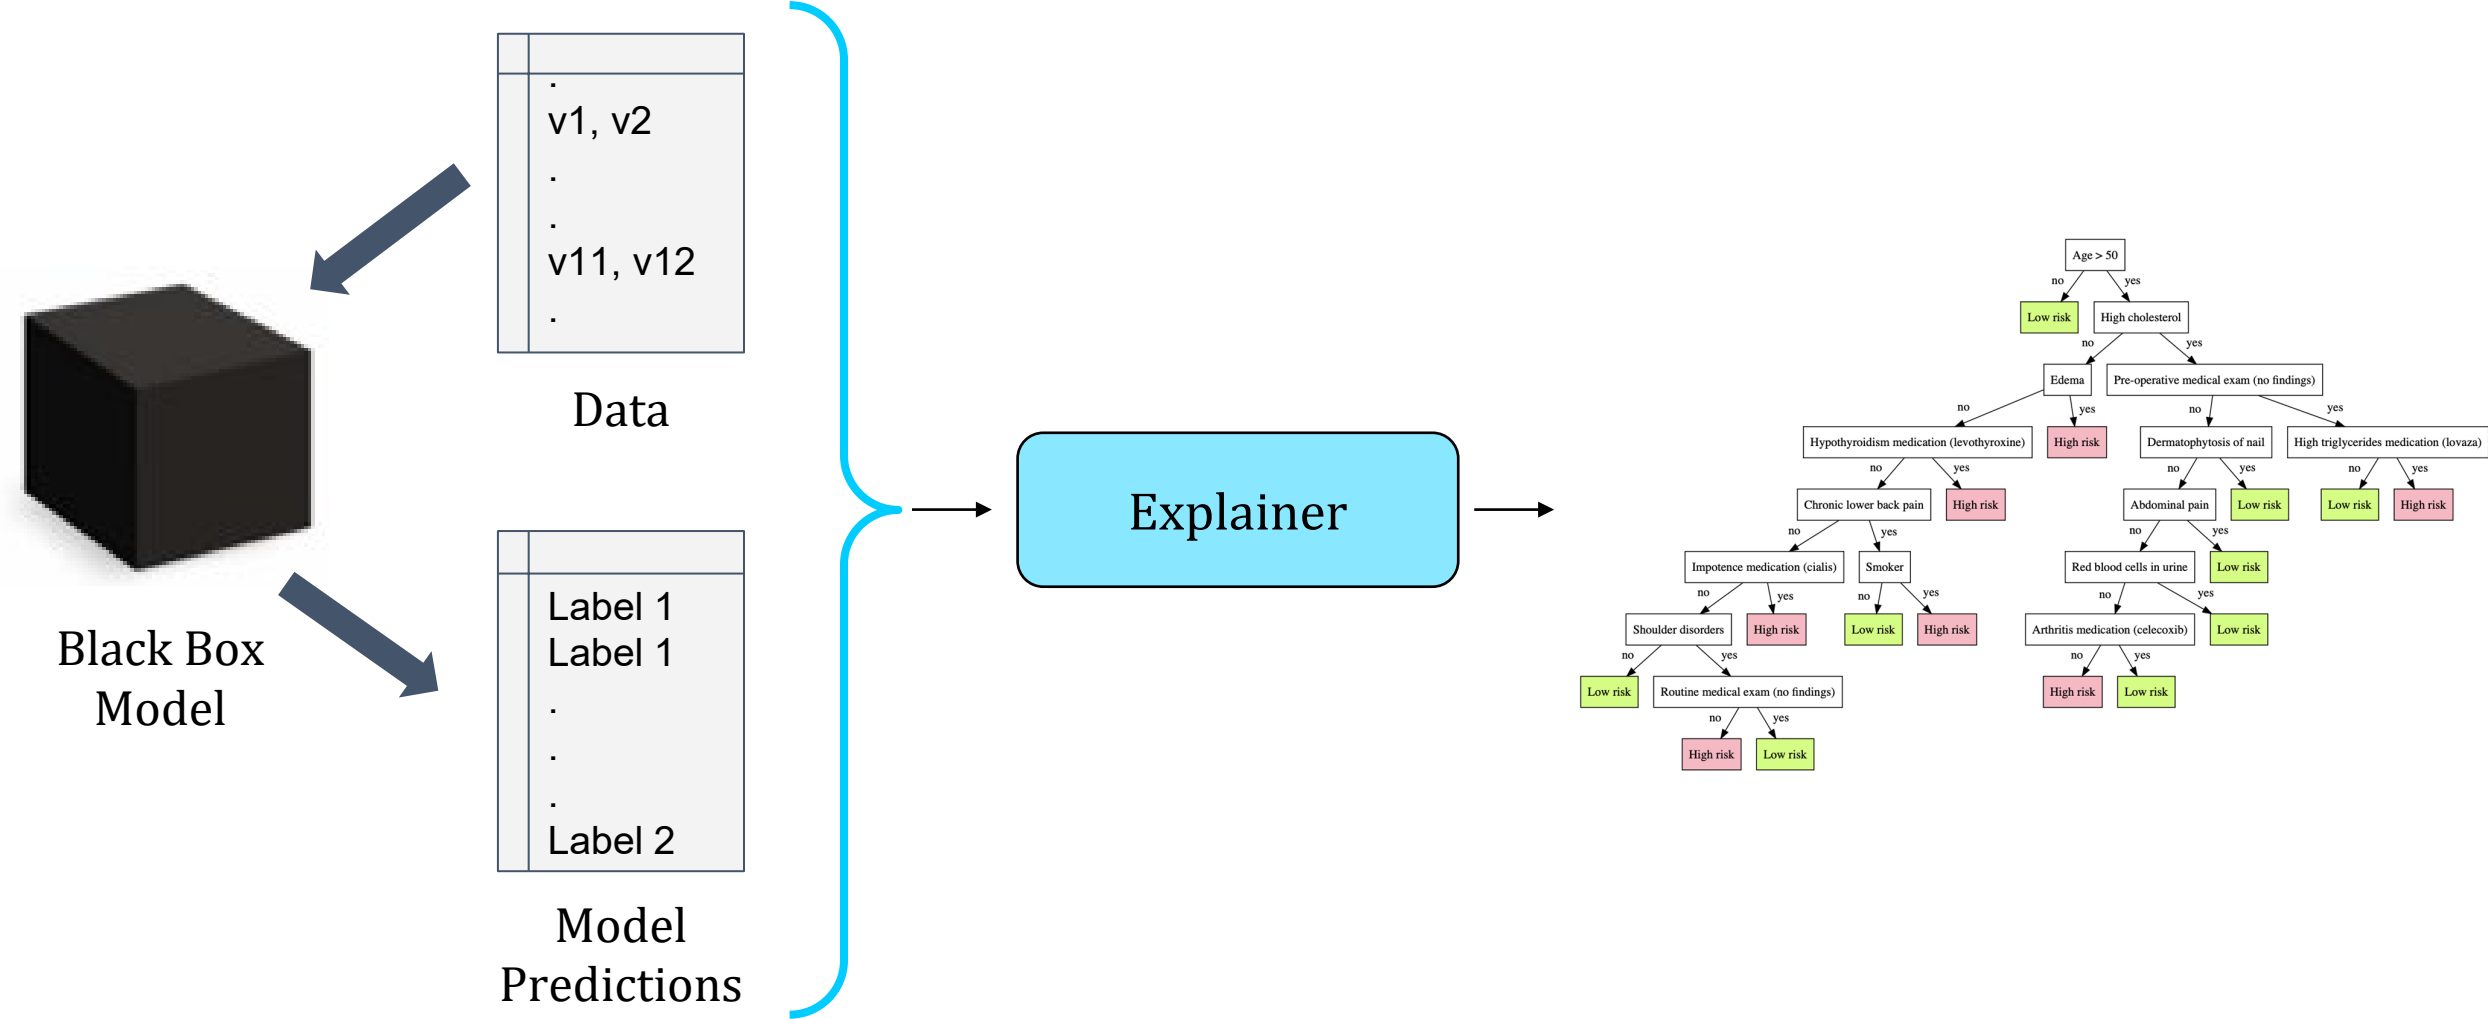 .
v1, v2
.
.
v11, v12
.
Data
Black Box
Model
Label 1
Label 1
.
.
.
Label 2
Model
Predictions
Explainer
Age > 50
no
yes
Low risk
High cholesterol
no
yes
Edema
Pre-operative medical exam (no findings)
no
yes
no
yes
Hypothyroidism medication (levothyroxine)
High risk
Dermatophytosis of nail
High triglycerides medication (lovaza)
no
yes
no
yes
no
yes
Chronic lower back pain
High risk
Abdominal pain
Low risk
Low risk
High risk
no
yes
no
yes
Impotence medication (cialis)
Smoker
Red blood cells in urine
Low risk
no
yes
no
yes
no
yes
Shoulder disorders
High risk
Low risk
High risk
Arthritis medication (celecoxib)
Low risk
no
yes
no
yes
Low risk
Routine medical exam (no findings)
High risk
Low risk
no
yes
High risk
Low risk